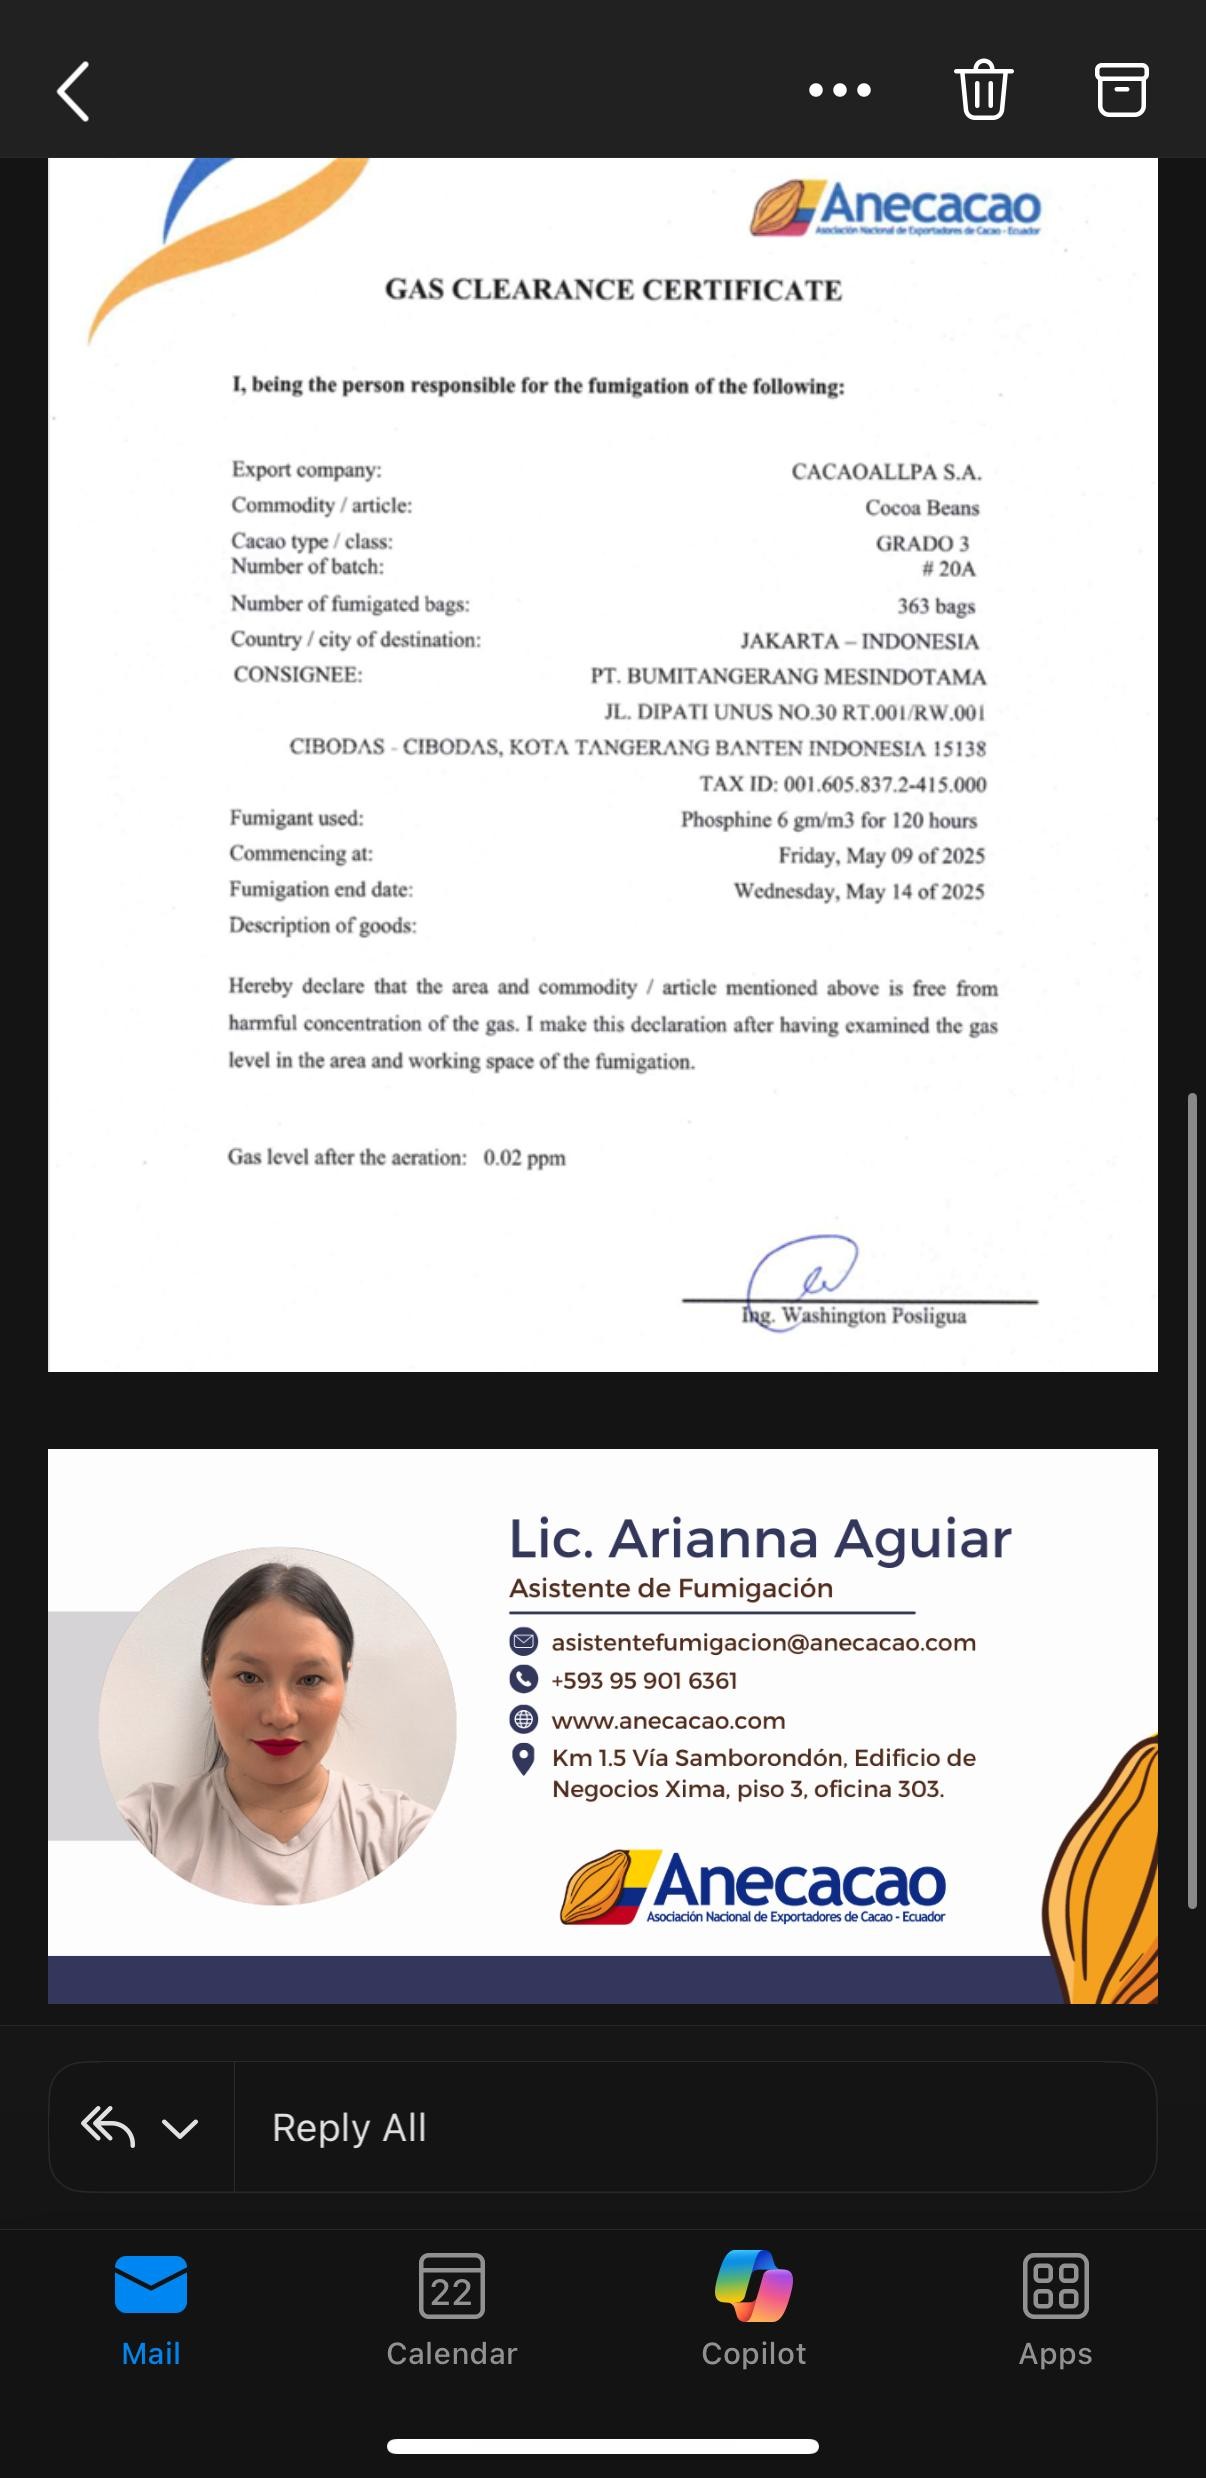 Anecacao
Asociación Nacional de Exportadores de Cacao - Ecuador
GAS CLEARANCE CERTIFICATE
I, being the person responsible for the fumigation of the following:
Export company: CACAOALLPA S.A.
Commodity / article: Cocoa Beans
Cacao type / class: GRADO 3
Number of batch: # 20A
Number of fumigated bags: 363 bags
Country / city of destination: JAKARTA – INDONESIA
CONSIGNEE: PT. BUMITANGERANG MESINDOTAMA
JL. DIPATI UNUS NO.30 RT.001/RW.001
CIBODAS - CIBODAS, KOTA TANGERANG BANTEN INDONESIA 15138
TAX ID: 001.605.837.2-415.000
Fumigant used: Phosphine 6 gm/m3 for 120 hours
Commencing at: Friday, May 09 of 2025
Fumigation end date: Wednesday, May 14 of 2025
Description of goods:
Hereby declare that the area and commodity / article mentioned above is free from
harmful concentration of the gas. I make this declaration after having examined the gas
level in the area and working space of the fumigation.
Gas level after the aeration: 0.02 ppm
Ing. Washington Posligua
Lic. Arianna Aguiar
Asistente de Fumigación
asistentefumigacion@anecacao.com
+593 95 901 6361
www.anecacao.com
Km 1.5 Vía Samborondón, Edificio de
Negocios Xima, piso 3, oficina 303.
Anecacao
Asociación Nacional de Exportadores de Cacao - Ecuador
Reply All
22
Mail Calendar Copilot Apps